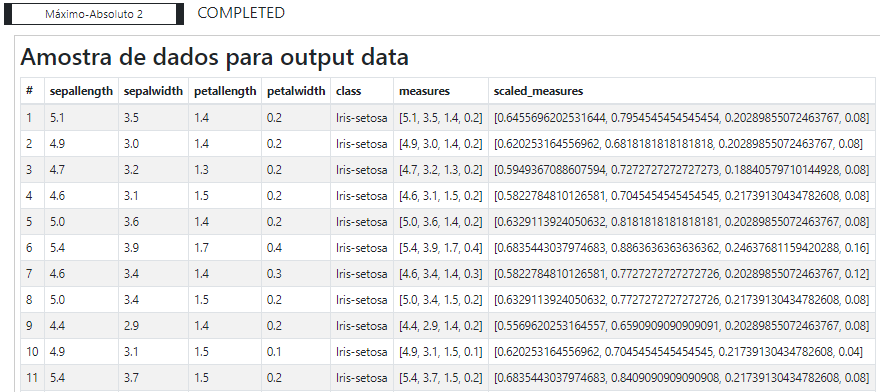 Máximo-Absoluto 2 COMPLETED
Amostra de dados para output data
# sepallength sepalwidth petallength petalwidth class measures scaled_measures
1 5.1 3.5 1.4 0.2 Iris-setosa [5.1, 3.5, 1.4, 0.2] [0.6455696202531644, 0.7954545454545454, 0.20289855072463767, 0.08]
2 4.9 3.0 1.4 0.2 Iris-setosa [4.9, 3.0, 1.4, 0.2] [0.620253164556962, 0.6818181818181818, 0.20289855072463767, 0.08]
3 4.7 3.2 1.3 0.2 Iris-setosa [4.7, 3.2, 1.3, 0.2] [0.5949367088607594, 0.7272727272727273, 0.18840579710144928, 0.08]
4 4.6 3.1 1.5 0.2 Iris-setosa [4.6, 3.1, 1.5, 0.2] [0.5822784810126581, 0.7045454545454545, 0.21739130434782608, 0.08]
5 5.0 3.6 1.4 0.2 Iris-setosa [5.0, 3.6, 1.4, 0.2] [0.6329113924050632, 0.8181818181818181, 0.20289855072463767, 0.08]
6 5.4 3.9 1.7 0.4 Iris-setosa [5.4, 3.9, 1.7, 0.4] [0.6835443037974683, 0.8863636363636362, 0.24637681159420288, 0.16]
7 4.6 3.4 1.4 0.3 Iris-setosa [4.6, 3.4, 1.4, 0.3] [0.5822784810126581, 0.7727272727272726, 0.20289855072463767, 0.12]
8 5.0 3.4 1.5 0.2 Iris-setosa [5.0, 3.4, 1.5, 0.2] [0.6329113924050632, 0.7727272727272726, 0.21739130434782608, 0.08]
9 4.4 2.9 1.4 0.2 Iris-setosa [4.4, 2.9, 1.4, 0.2] [0.5569620253164557, 0.6590909090909091, 0.20289855072463767, 0.08]
10 4.9 3.1 1.5 0.1 Iris-setosa [4.9, 3.1, 1.5, 0.1] [0.620253164556962, 0.7045454545454545, 0.21739130434782608, 0.04]
11 5.4 3.7 1.5 0.2 Iris-setosa [5.4, 3.7, 1.5, 0.2] [0.6835443037974683, 0.8409090909090908, 0.21739130434782608, 0.08]